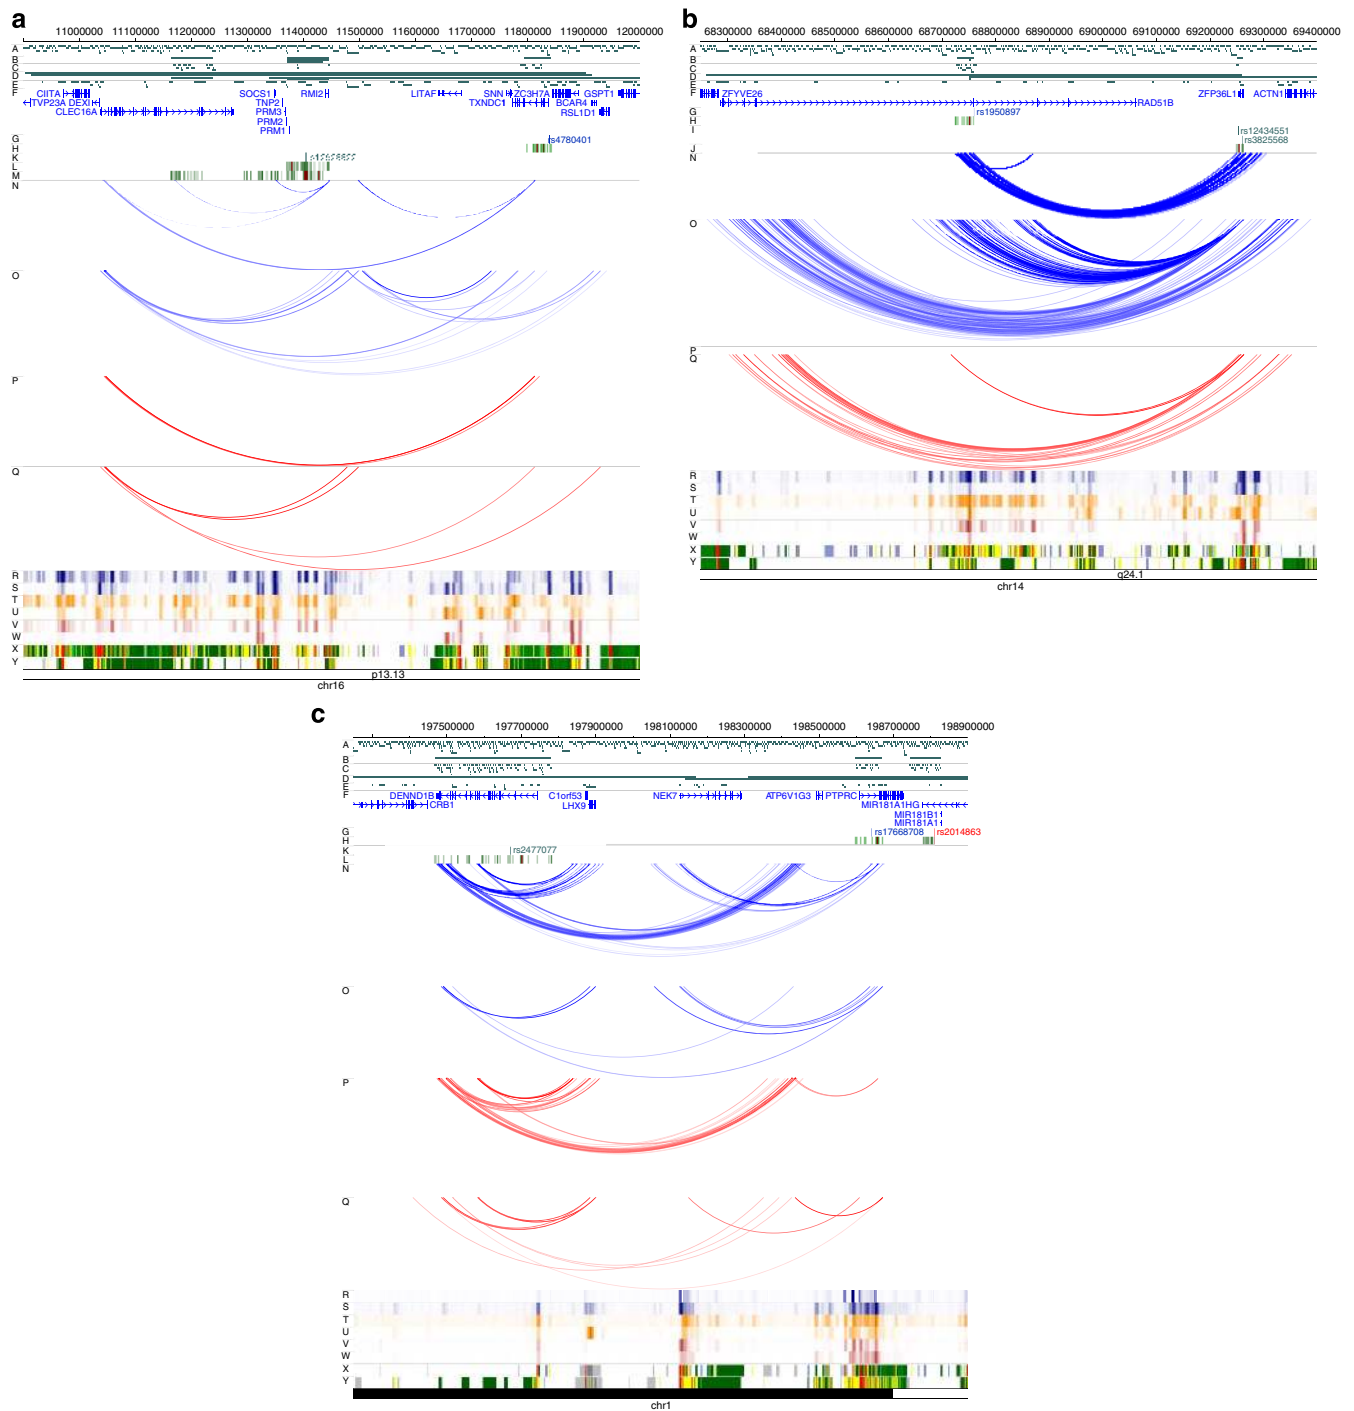 a
11000000 11100000 11200000 11300000 11400000 11500000 11600000 11700000 11800000 11900000 12000000
A
B
C
D
E
F
CIITA SOCS1 RMI2 LITAF SNN ZC3H7A GSPT1
TVP23A DEXI TNP2 TXNDC1 BCAR4
CLEC16A PRM3 RSL1D1
PRM2
PRM1
G
rs4780401
H
K
L
M
N
O
P
Q
R
S
T
U
V
W
X
Y
p13.13
chr16
b
68300000 68400000 68500000 68600000 68700000 68800000 68900000 69000000 69100000 69200000 69300000 69400000
A
B
C
D
E
F
ZFYVE26 ZFP36L1 ACTN1
RAD51B
G
rs1950897
H
I
rs12434551
rs3825568
J
N
O
P
Q
R
S
T
U
V
W
X
Y
q24.1
chr14
c
197500000 197700000 197900000 198100000 198300000 198500000 198700000 198900000
A
B
C
D
E
F
DENND1B C1orf53 NEK7 ATP6V1G3 PTPRC
CRB1 LHX9 MIR181A1HG
MIR181B1
MIR181A1
G
rs17668708 rs2014863
H
K
rs2477077
L
N
O
P
Q
R
S
T
U
V
W
X
Y
chr1